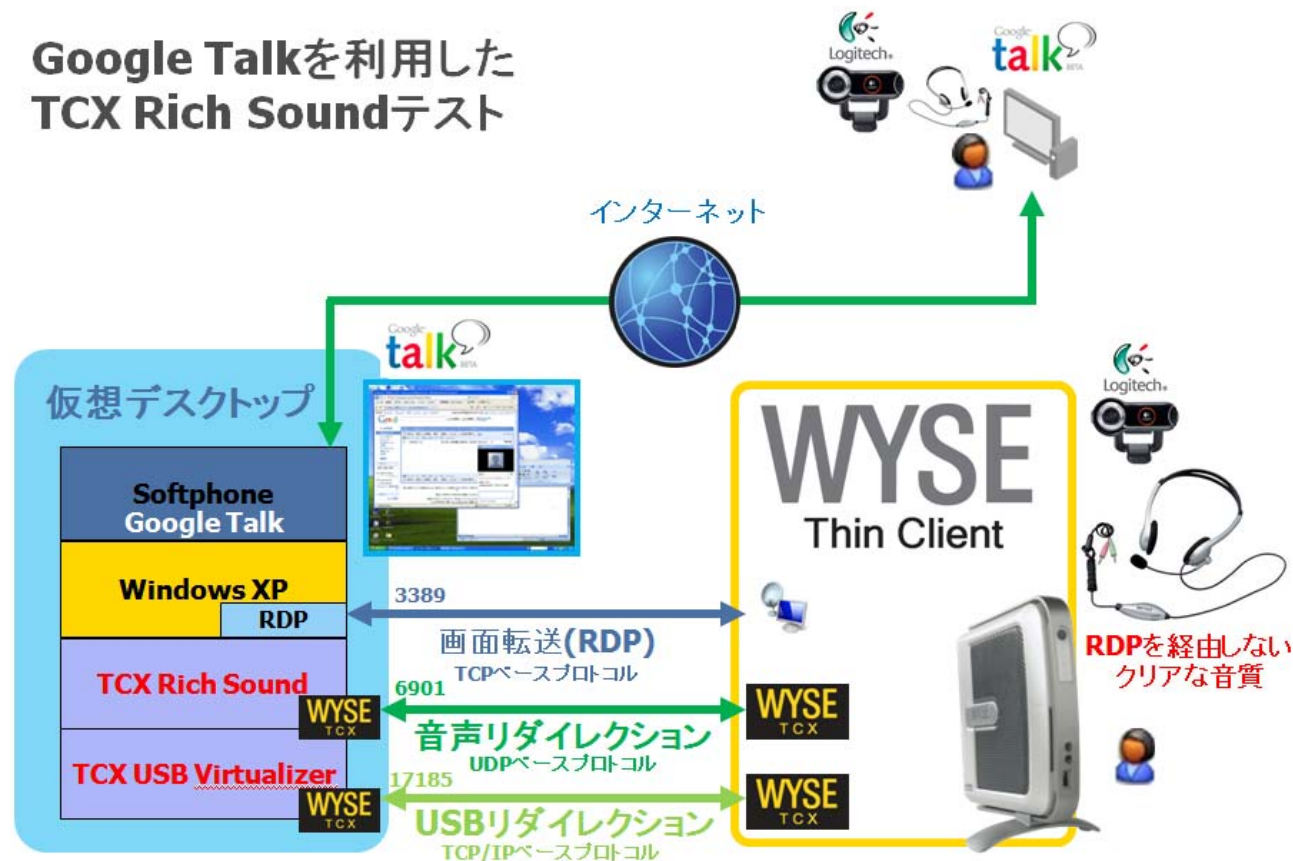 Google Talkを利用した
TCX Rich Soundテスト
Logitech
Google
talk
BETA
インターネット
Google
talk
BETA
仮想デスクトップ
Softphone
Google Talk
Windows XP
RDP
TCX Rich Sound
WYSE
TCX
TCX USB Virtualizer
WYSE
TCX
3389
画面転送(RDP)
TCPベースプロトコル
6901
音声リダイレクション
UDPベースプロトコル
17185
USBリダイレクション
TCP/IPベースプロトコル
WYSE
Thin Client
WYSE
TCX
WYSE
TCX
Logitech
RDPを経由しない
クリアな音質